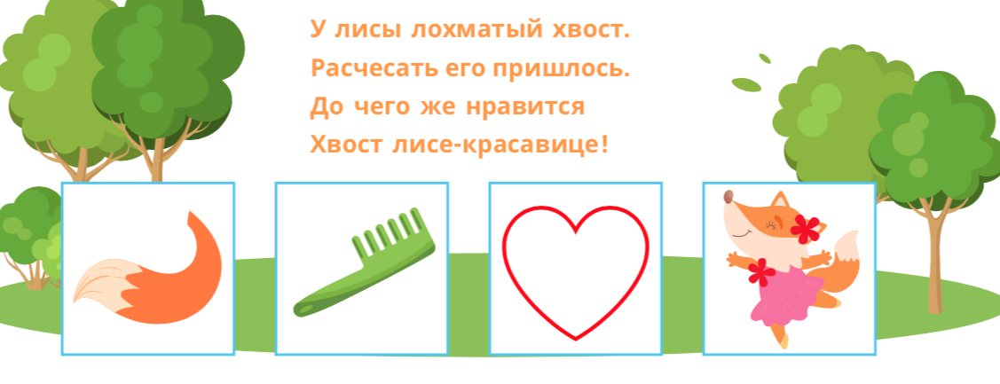 У лисы лохматый хвост.
Расчесать его пришлось.
До чего же нравится
Хвост лисе-красавице!